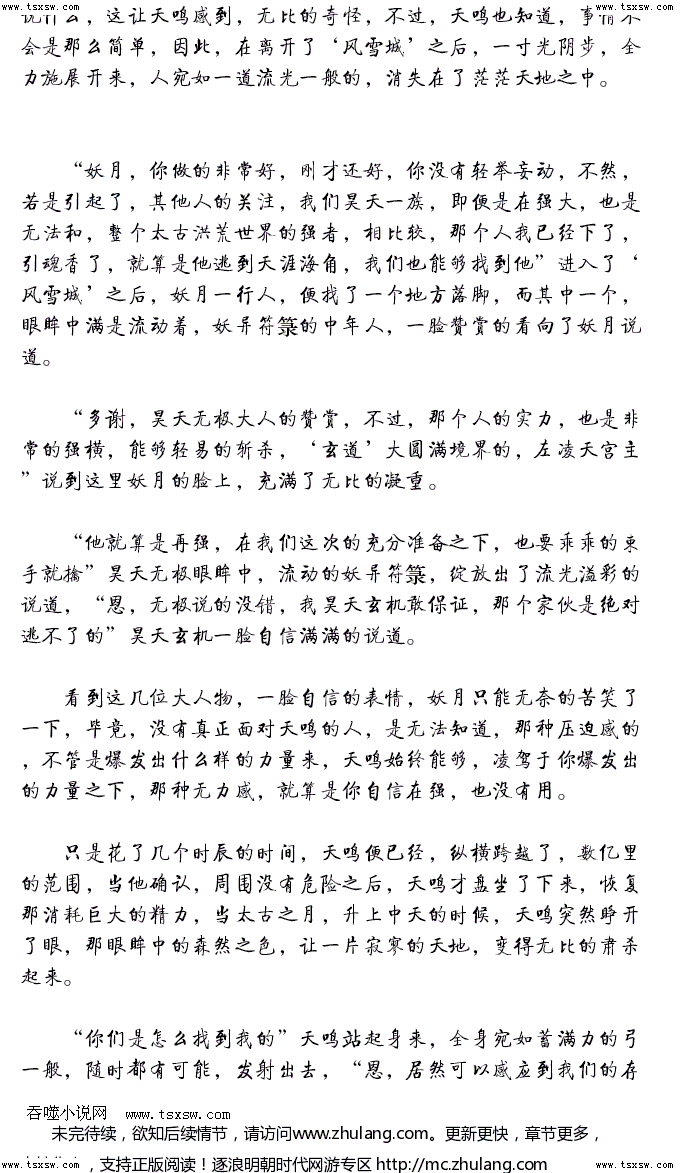 www.tsxsw.com www.tsxsw.com www.tsxsw.com www.tsxsw.com www.tsxsw.com www.tsxsw.com
说什么，这让天鸣感到，无比的奇怪，不过，天鸣也知道，事情不
会是那么简单，因此，在离开了‘风雪城’之后，一寸光阴步，全
力施展开来，人宛如一道流光一般的，消失在了茫茫天地之中。
“妖月，你做的非常好，刚才还好，你没有轻举妄动，不然，
若是引起了，其他人的关注，我们昊天一族，即便是在强大，也是
无法和，整个太古洪荒世界的强者，相比较，那个人我已经下了，
引魂香了，就算是他逃到天涯海角，我们也能够找到他”进入了‘
风雪城’之后，妖月一行人，便找了一个地方落脚，而其中一个，
眼眸中满是流动着，妖异符箓的中年人，一脸赞赏的看向了妖月说
道。
“多谢，昊天无极大人的赞赏，不过，那个人的实力，也是非
常的强横，能够轻易的斩杀，‘玄道’大圆满境界的，左凌天宫主
”说到这里妖月的脸上，充满了无比的凝重。
“他就算是再强，在我们这次的充分准备之下，也要乖乖的束
手就擒”昊天无极眼眸中，流动的妖异符箓，绽放出了流光溢彩的
说道，“恩，无极说的没错，我昊天玄机敢保证，那个家伙是绝对
逃不了的”昊天玄机一脸自信满满的说道。
看到这几位大人物，一脸自信的表情，妖月只能无奈的苦笑了
一下，毕竟，没有真正面对天鸣的人，是无法知道，那种压迫感的
，不管是爆发出什么样的力量来，天鸣始终能够，凌驾于你爆发出
的力量之下，那种无力感，就算是你自信在强，也没有用。
只是花了几个时辰的时间，天鸣便已经，纵横跨越了，数亿里
的范围，当他确认，周围没有危险之后，天鸣才盘坐了下来，恢复
那消耗巨大的精力，当太古之月，升上中天的时候，天鸣突然睁开
了眼，那眼眸中的森然之色，让一片寂寥的天地，变得无比的肃杀
起来。
“你们是怎么找到我的”天鸣站起身来，全身宛如蓄满力的弓
一般，随时都有可能，发射出去，“恩，居然可以感应到我们的存
吞噬小说网 www.tsxsw.com
未完待续，欲知后续情节，请访问www.zhulang.com。更新更快，章节更多，
，支持正版阅读！逐浪明朝时代网游专区 http://mc.zhulang.com
www.tsxsw.com www.tsxsw.com www.tsxsw.com www.tsxsw.com www.tsxsw.com www.tsxsw.com